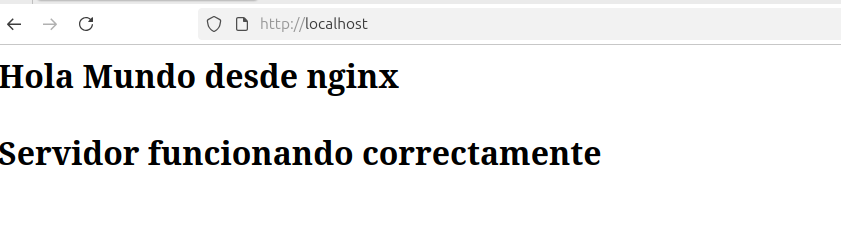 http://localhost
Hola Mundo desde nginx
Servidor funcionando correctamente